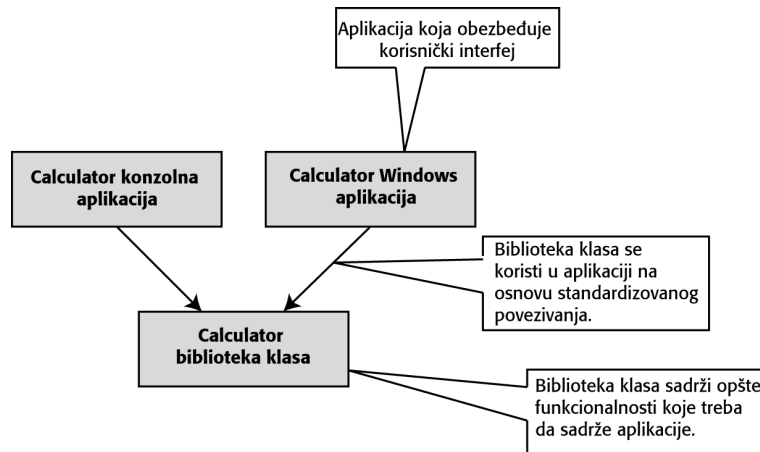 Aplikacija koja obezbeđuje
korisnički interfej
Calculator konzolna
aplikacija
Calculator Windows
aplikacija
Biblioteka klasa se
koristi u aplikaciji na
osnovu standardizovanog
povezivanja.
Calculator
biblioteka klasa
Biblioteka klasa sadrži opšte
funkcionalnosti koje treba
da sadrže aplikacije.